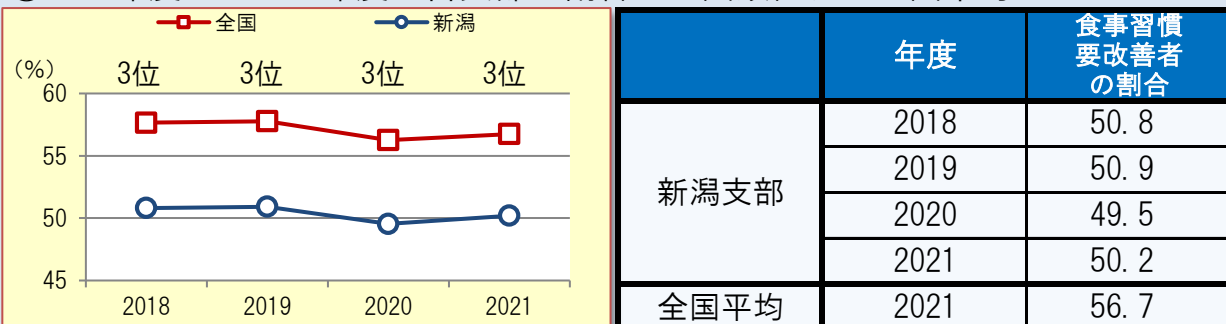 全国 新潟
(%) 3位 3位 3位 3位
60
55
50
45
2018 2019 2020 2021
年度 食事習慣
要改善者
の割合
新潟支部
2018 50.8
2019 50.9
2020 49.5
2021 50.2
全国平均 2021 56.7